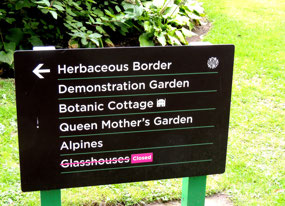 Herbaceous Border
Demonstration Garden
Botanic Cottage
Queen Mother's Garden
Alpines
Glasshouses Closed